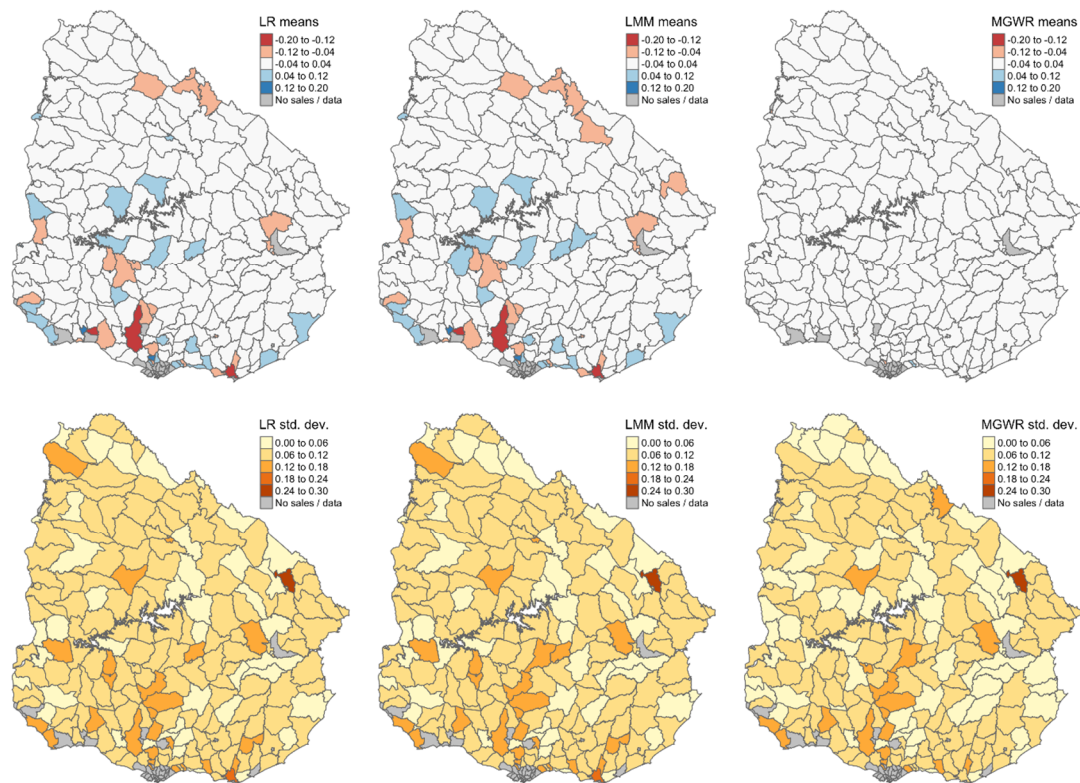 LR means
-0.20 to -0.12
-0.12 to -0.04
-0.04 to 0.04
0.04 to 0.12
0.12 to 0.20
No sales / data
LMM means
-0.20 to -0.12
-0.12 to -0.04
-0.04 to 0.04
0.04 to 0.12
0.12 to 0.20
No sales / data
MGWR means
-0.20 to -0.12
-0.12 to -0.04
-0.04 to 0.04
0.04 to 0.12
0.12 to 0.20
No sales / data
LR std. dev.
0.00 to 0.06
0.06 to 0.12
0.12 to 0.18
0.18 to 0.24
0.24 to 0.30
No sales / data
LMM std. dev.
0.00 to 0.06
0.06 to 0.12
0.12 to 0.18
0.18 to 0.24
0.24 to 0.30
No sales / data
MGWR std. dev.
0.00 to 0.06
0.06 to 0.12
0.12 to 0.18
0.18 to 0.24
0.24 to 0.30
No sales / data